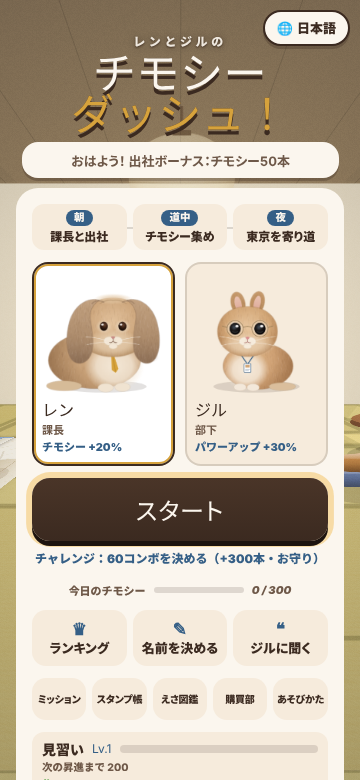 日本語
レンとジルの
チモシー
ダッシュ！
おはよう! 出社ボーナス：チモシー50本
朝
課長と出社
道中
チモシー集め
夜
東京を寄り道
レン
課長
チモシー +20%
ジル
部下
パワーアップ +30%
スタート
チャレンジ：60コンボを決める（+300本・お守り）
今日のチモシー 0 / 300
ランキング
名前を決める
ジルに聞く
ミッション
スタンプ帳
えさ図鑑
購買部
あそびかた
見習い Lv.1
次の昇進まで 200